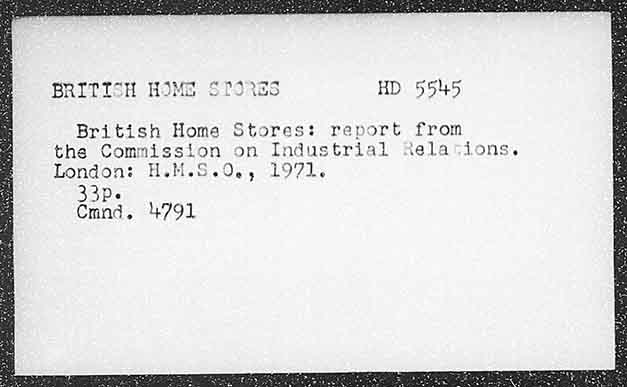 BRITISH HOME STORES HD 5545
British Home Stores: report from
the Commission on Industrial Relations.
London: H.M.S.O., 1971.
33p.
Cmnd. 4791